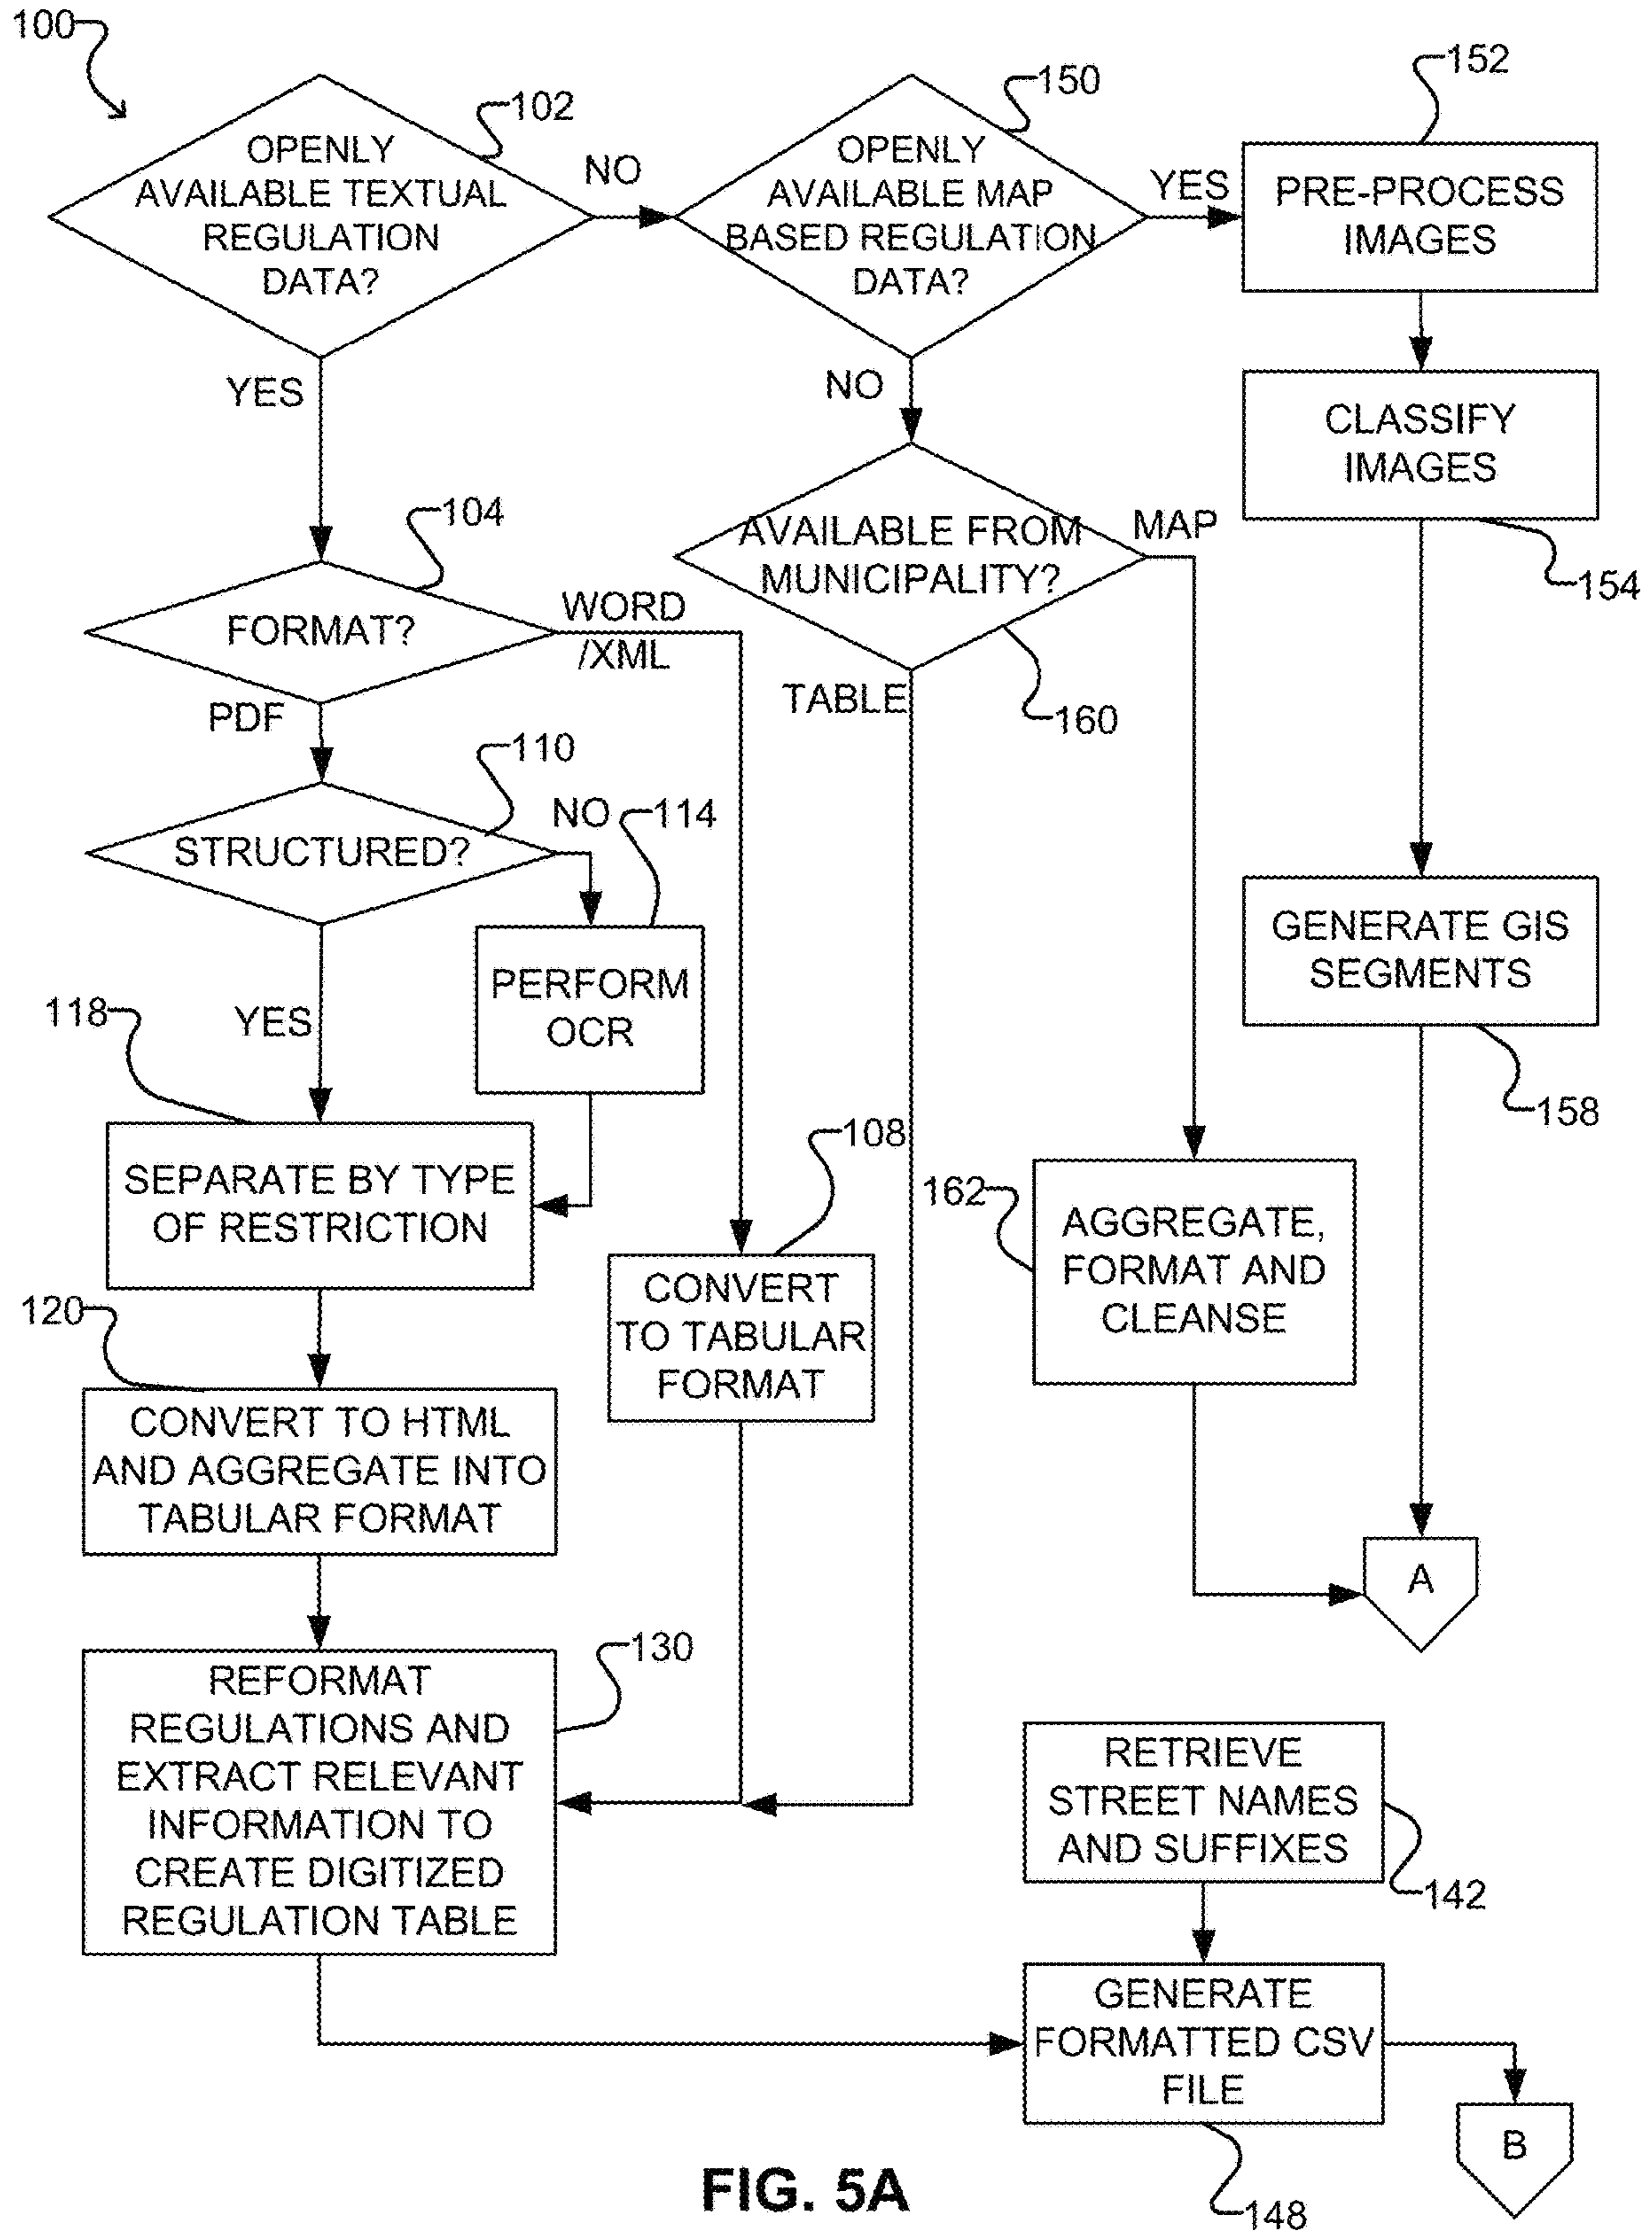 100
102
OPENLY
AVAILABLE TEXTUAL
REGULATION
DATA?
NO
YES
150
OPENLY
AVAILABLE MAP
BASED REGULATION
DATA?
YES
NO
152
PRE-PROCESS
IMAGES
CLASSIFY
IMAGES
154
104
FORMAT?
WORD
/XML
PDF
AVAILABLE FROM
MUNICIPALITY?
MAP
TABLE
160
110
STRUCTURED?
NO
YES
114
PERFORM
OCR
GENERATE GIS
SEGMENTS
158
118
SEPARATE BY TYPE
OF RESTRICTION
108
CONVERT
TO TABULAR
FORMAT
162
AGGREGATE,
FORMAT AND
CLEANSE
120
CONVERT TO HTML
AND AGGREGATE INTO
TABULAR FORMAT
A
130
REFORMAT
REGULATIONS AND
EXTRACT RELEVANT
INFORMATION TO
CREATE DIGITIZED
REGULATION TABLE
RETRIEVE
STREET NAMES
AND SUFFIXES
142
GENERATE
FORMATTED CSV
FILE
148
B
FIG. 5A